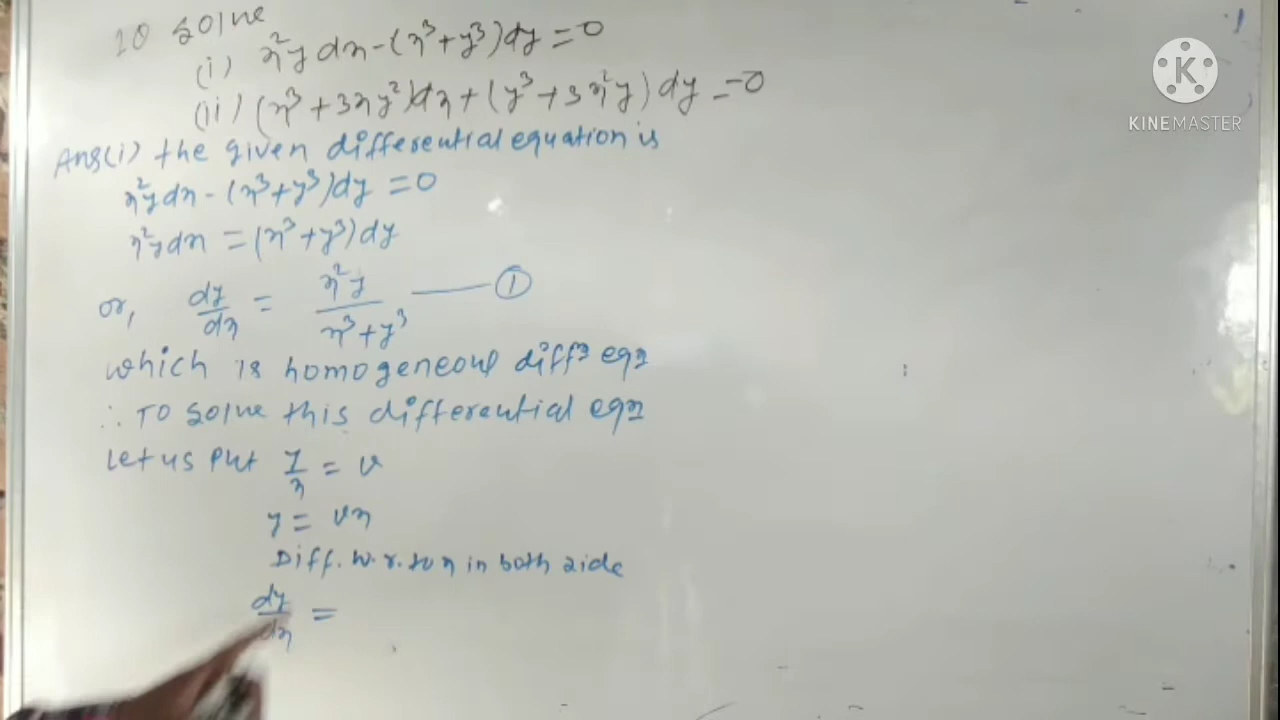 10 solve
(i) x²y dx - (x³+y³)dy = 0
(ii) (x³ + 3xy²)dx + (y³ + 3x²y) dy = 0
Ans(i) the given differential equation is
x²y dx - (x³+y³)dy = 0
x²y dx = (x³+y³)dy
or, dy/dx = x²y / x³+y³ —— ①
which is homogeneous diffⁿ eqn
∴ To solve this differential eqn
Let us put y/x = v
y = vx
Diff. w.r. to x in both side
dy/dx =
K
KINEMASTER